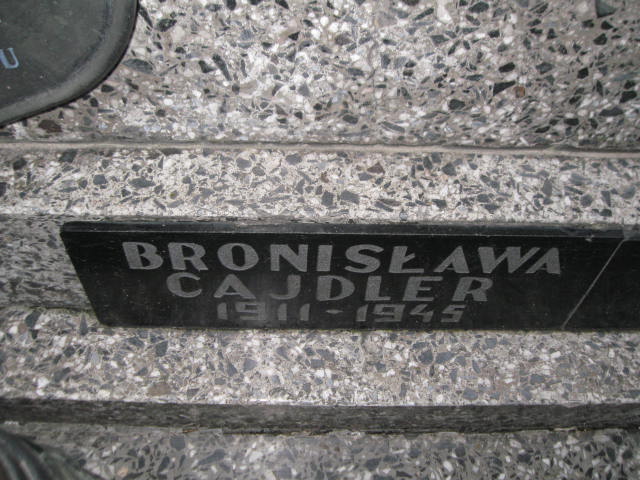 U
BRONISŁAWA
CAJDLER
1911-1945